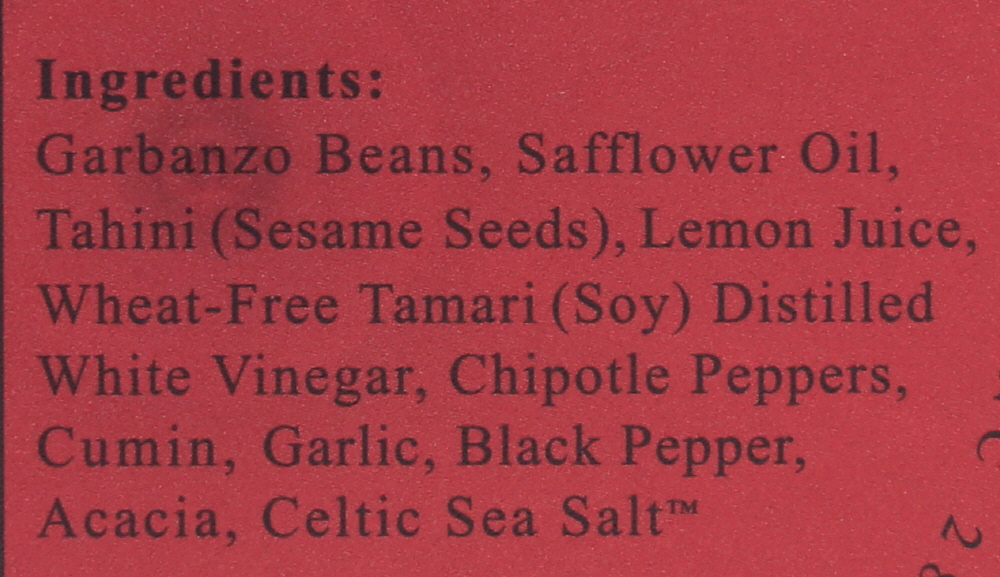 Ingredients:
Garbanzo Beans, Safflower Oil,
Tahini (Sesame Seeds), Lemon Juice,
Wheat-Free Tamari (Soy) Distilled
White Vinegar, Chipotle Peppers,
Cumin, Garlic, Black Pepper,
Acacia, Celtic Sea Salt™